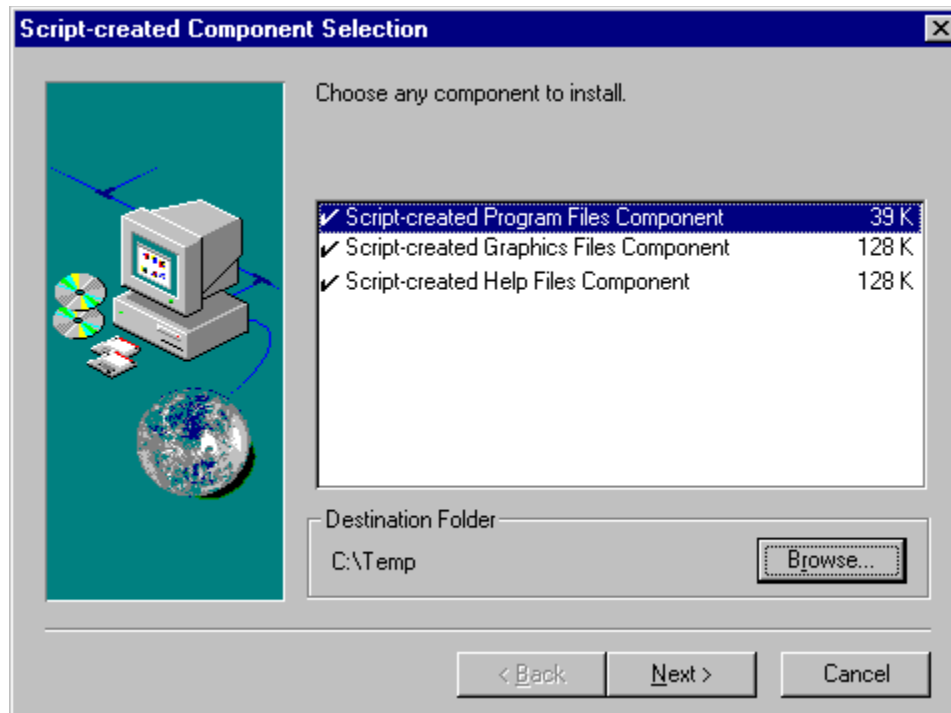 Script-created Component Selection
Choose any component to install.
✔ Script-created Program Files Component 39 K
✔ Script-created Graphics Files Component 128 K
✔ Script-created Help Files Component 128 K
Destination Folder
C:\Temp Browse...
< Back Next > Cancel